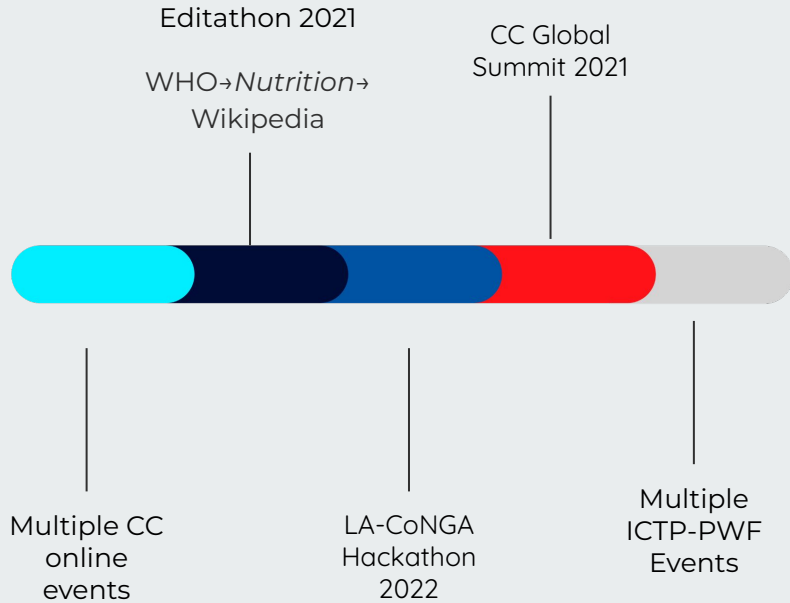 Editathon 2021
WHO→Nutrition→
Wikipedia
CC Global
Summit 2021
Multiple CC
online
events
LA-CoNGA
Hackathon
2022
Multiple
ICTP-PWF
Events